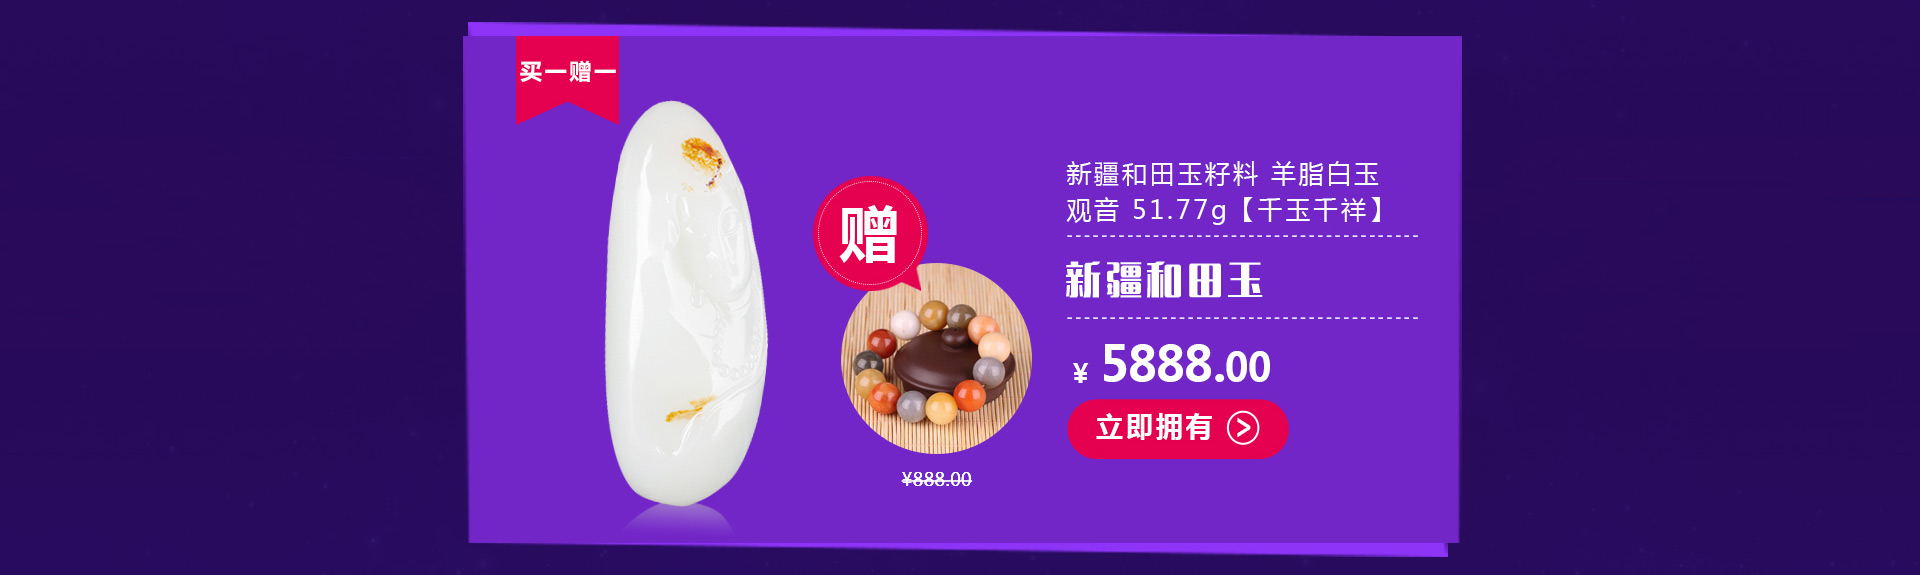 买一赠一
赠
¥888.00
新疆和田玉籽料 羊脂白玉
观音 51.77g【千玉千祥】
新疆和田玉
¥ 5888.00
立即拥有